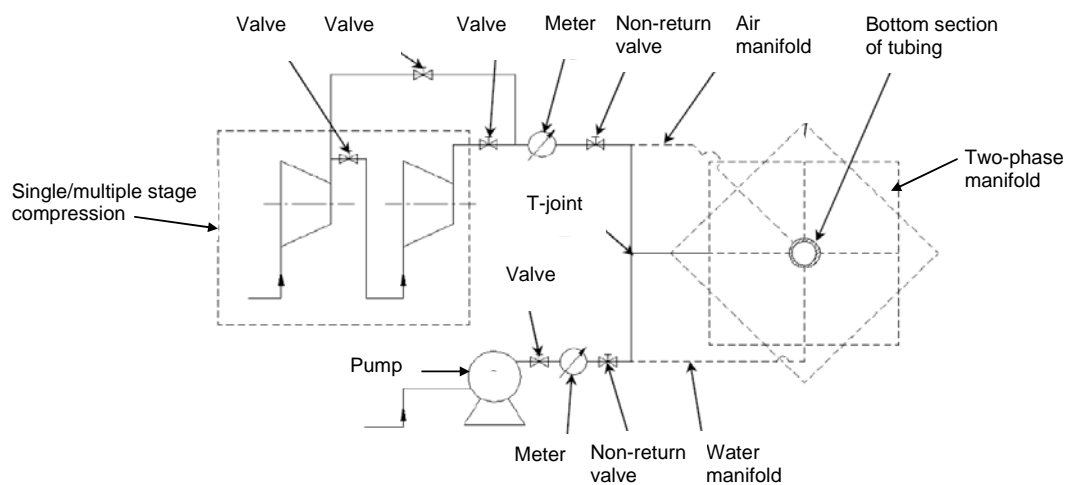 Valve
Valve
Valve
Meter
Non-return
valve
Air
manifold
Bottom section
of tubing
Single/multiple stage
compression
T-joint
Two-phase
manifold
Valve
Pump
Meter
Non-return
valve
Water
manifold